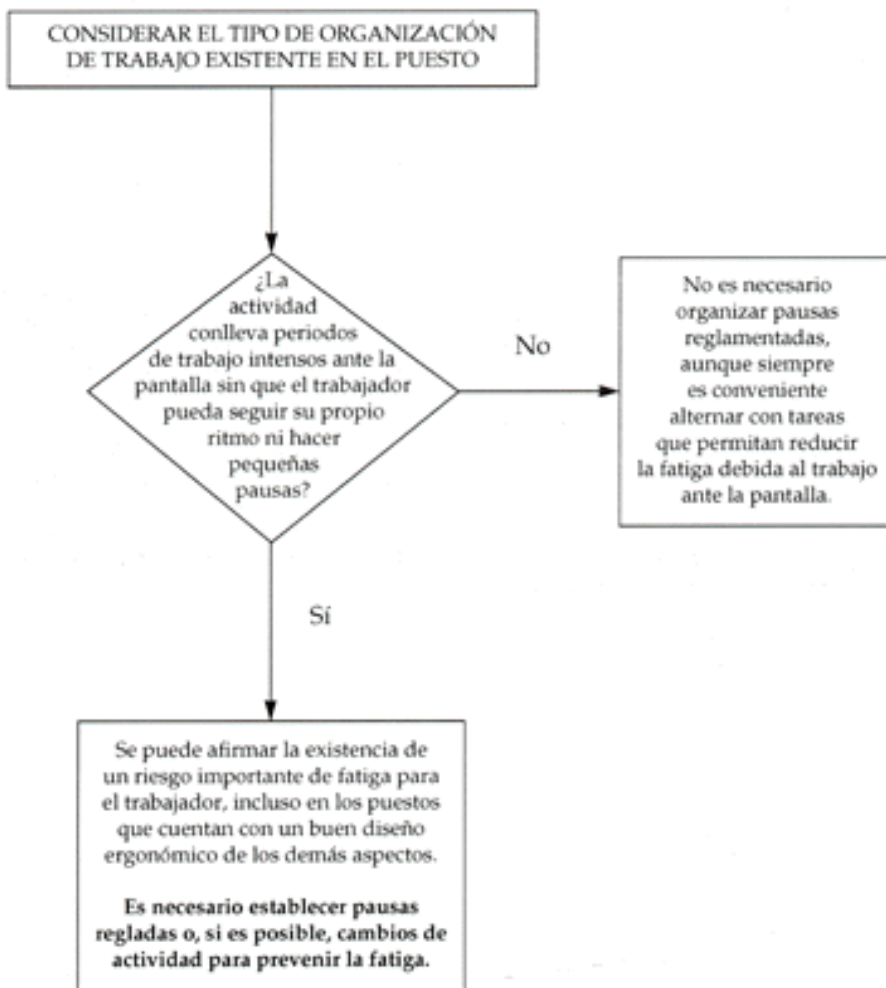 CONSIDERAR EL TIPO DE ORGANIZACIÓN
DE TRABAJO EXISTENTE EN EL PUESTO
¿La
actividad
conlleva periodos
de trabajo intensos ante la
pantalla sin que el trabajador
pueda seguir su propio
ritmo ni hacer
pequeñas
pausas?
No
No es necesario
organizar pausas
reglamentadas,
aunque siempre
es conveniente
alternar con tareas
que permitan reducir
la fatiga debida al trabajo
ante la pantalla.
Sí
Se puede afirmar la existencia de
un riesgo importante de fatiga para
el trabajador, incluso en los puestos
que cuentan con un buen diseño
ergonómico de los demás aspectos.
Es necesario establecer pausas
regladas o, si es posible, cambios de
actividad para prevenir la fatiga.